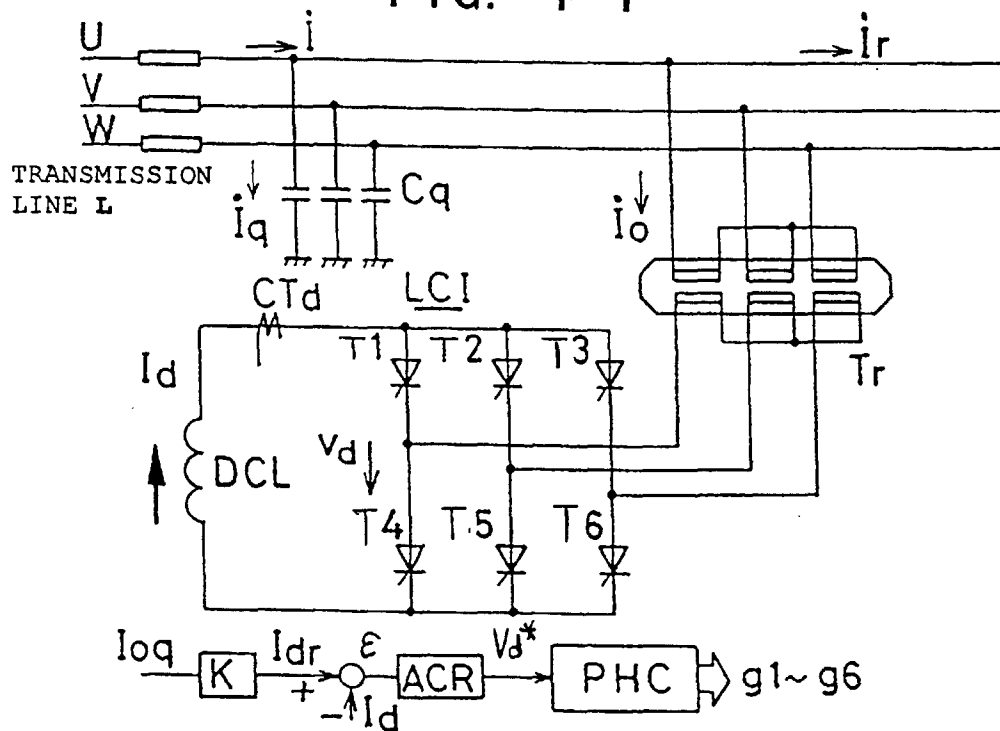 U
i
ir
V
W
TRANSMISSION
LINE L
iq
Cq
io
CTd
LCI
T1
T2
T3
Tr
Id
Vd
DCL
T4
T5
T6
Ioq
K
Idr
+
ε
−
Id
ACR
Vd*
PHC
g1~g6